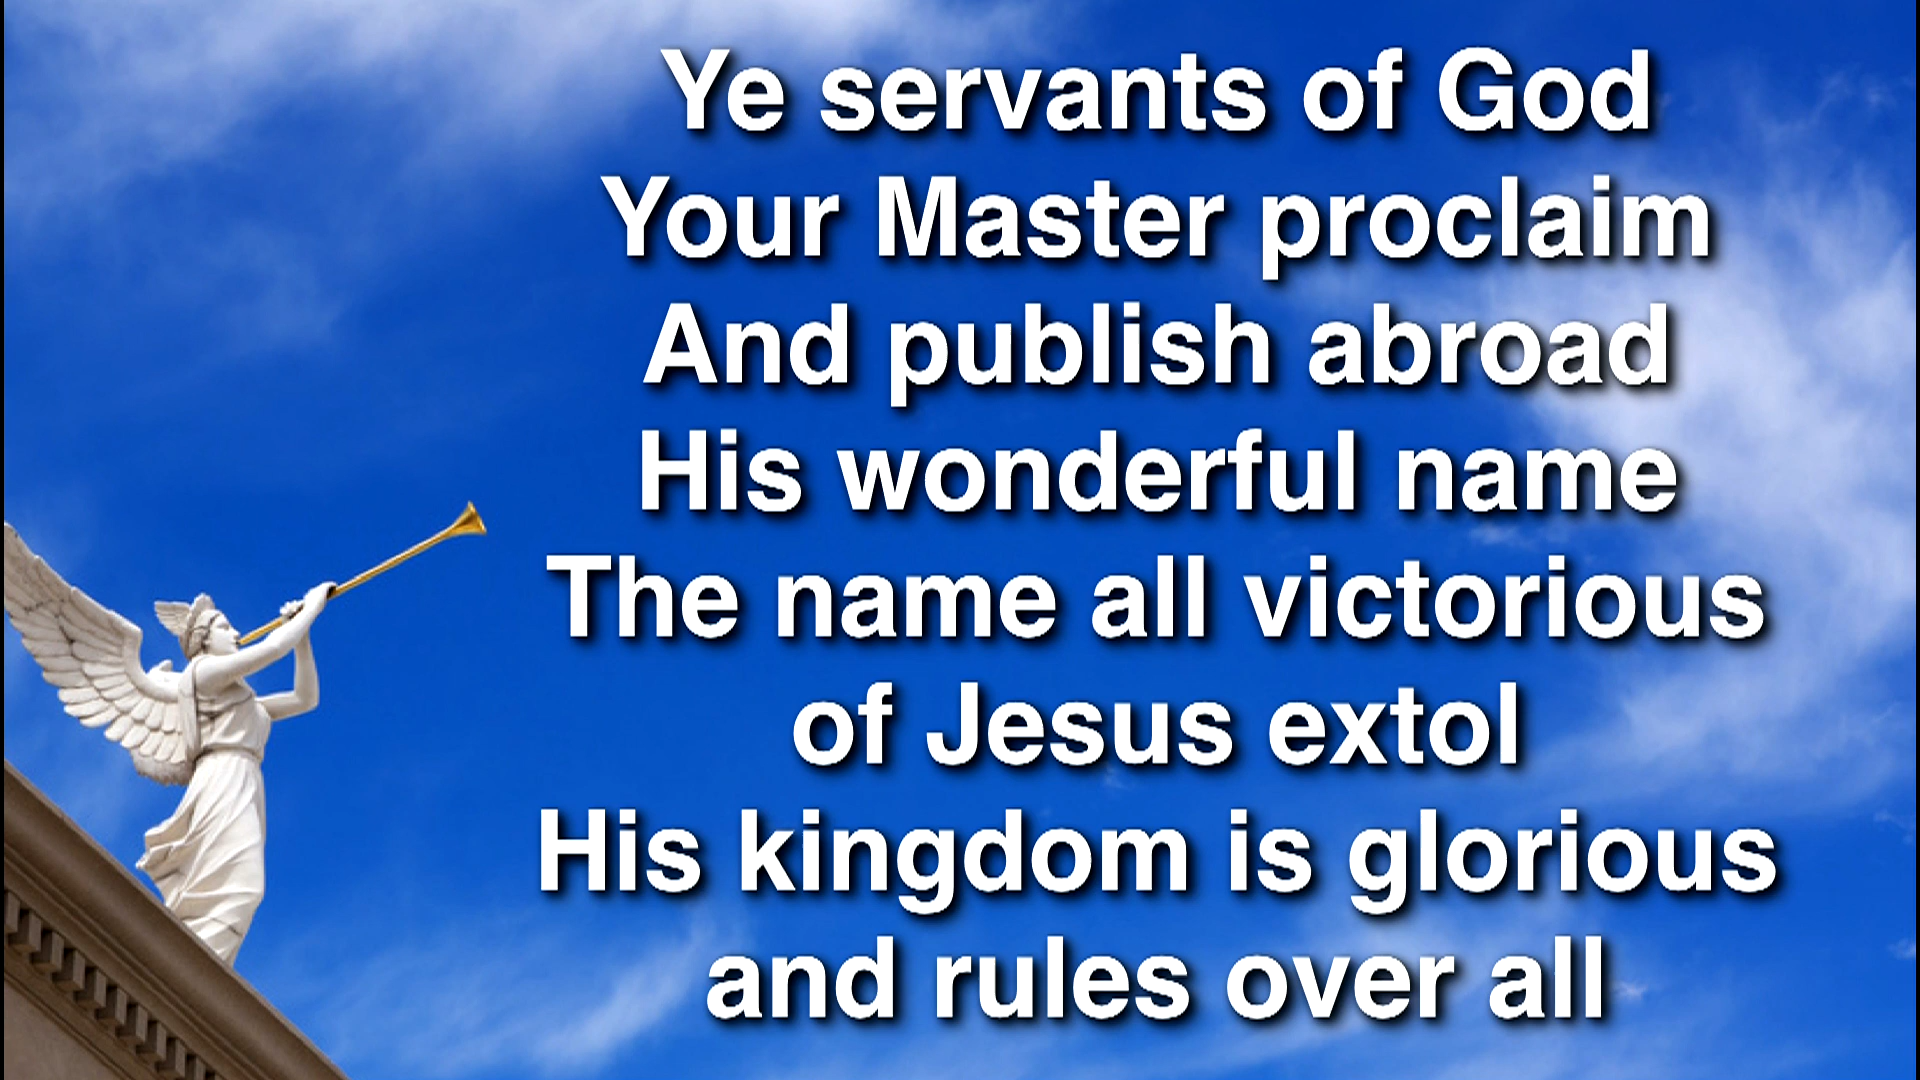 Ye servants of God
Your Master proclaim
And publish abroad
His wonderful name
The name all victorious
of Jesus extol
His kingdom is glorious
and rules over all